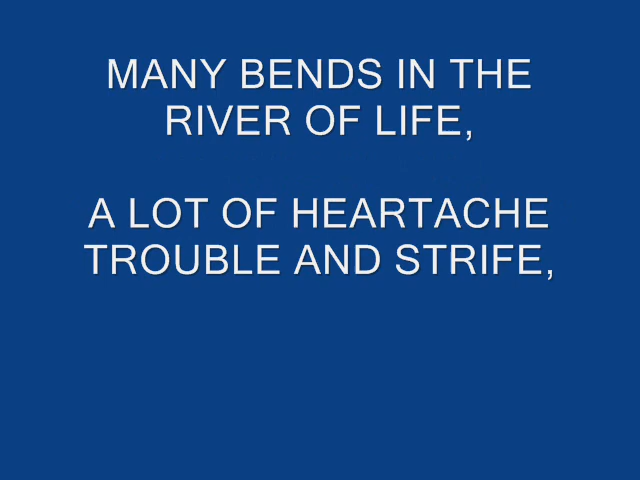 MANY BENDS IN THE
RIVER OF LIFE,
A LOT OF HEARTACHE
TROUBLE AND STRIFE,